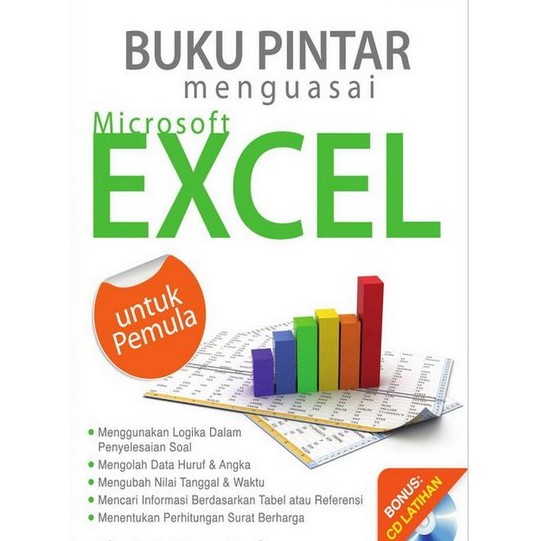 BUKU PINTAR
menguasai
Microsoft
EXCEL
untuk
Pemula
• Menggunakan Logika Dalam
Penyelesaian Soal
• Mengolah Data Huruf & Angka
• Mengubah Nilai Tanggal & Waktu
• Mencari Informasi Berdasarkan Tabel atau Referensi
• Menentukan Perhitungan Surat Berharga
BONUS:
CD LATIHAN